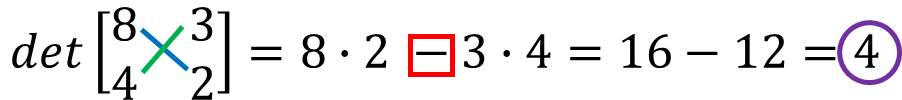 det [8 3
4 2] = 8 · 2 − 3 · 4 = 16 − 12 = 4